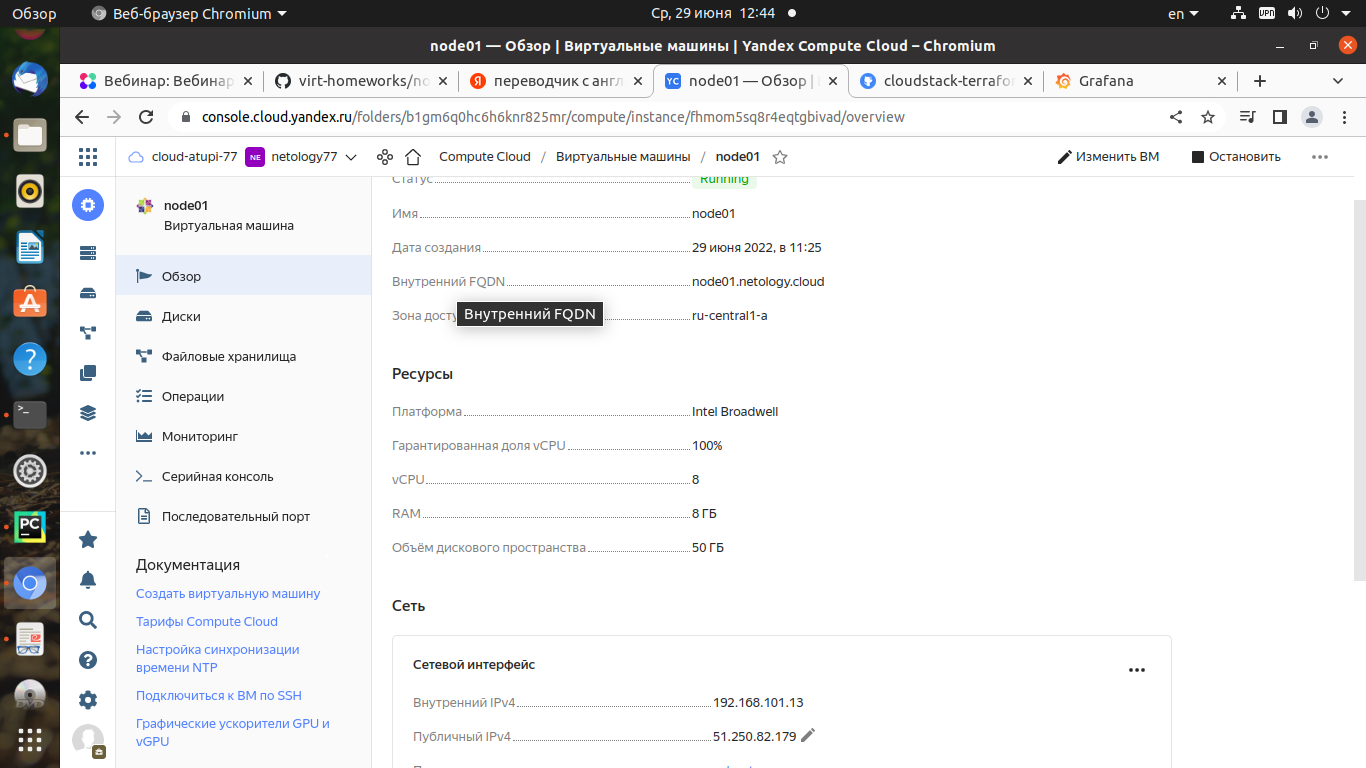 Обзор
Веб-браузер Chromium
Ср, 29 июня 12:44
en
VPN
node01 — Обзор | Виртуальные машины | Yandex Compute Cloud – Chromium
Вебинар: Вебинар
virt-homeworks/no
переводчик с англ
node01 — Обзор |
cloudstack-terrafor
Grafana
console.cloud.yandex.ru/folders/b1gm6q0hc6h6knr825mr/compute/instance/fhmom5sq8r4eqtgbivad/overview
cloud-atupi-77
NE
netology77
Compute Cloud / Виртуальные машины / node01
Изменить ВМ
Остановить
node01
Виртуальная машина
Обзор
Диски
Файловые хранилища
Операции
Мониторинг
Серийная консоль
Последовательный порт
Документация
Создать виртуальную машину
Тарифы Compute Cloud
Настройка синхронизации
времени NTP
Подключиться к ВМ по SSH
Графические ускорители GPU и
vGPU
Статус Running
Имя node01
Дата создания 29 июня 2022, в 11:25
Внутренний FQDN node01.netology.cloud
Зона досту ru-central1-a
Внутренний FQDN
Ресурсы
Платформа Intel Broadwell
Гарантированная доля vCPU 100%
vCPU 8
RAM 8 ГБ
Объём дискового пространства 50 ГБ
Сеть
Сетевой интерфейс
Внутренний IPv4 192.168.101.13
Публичный IPv4 51.250.82.179